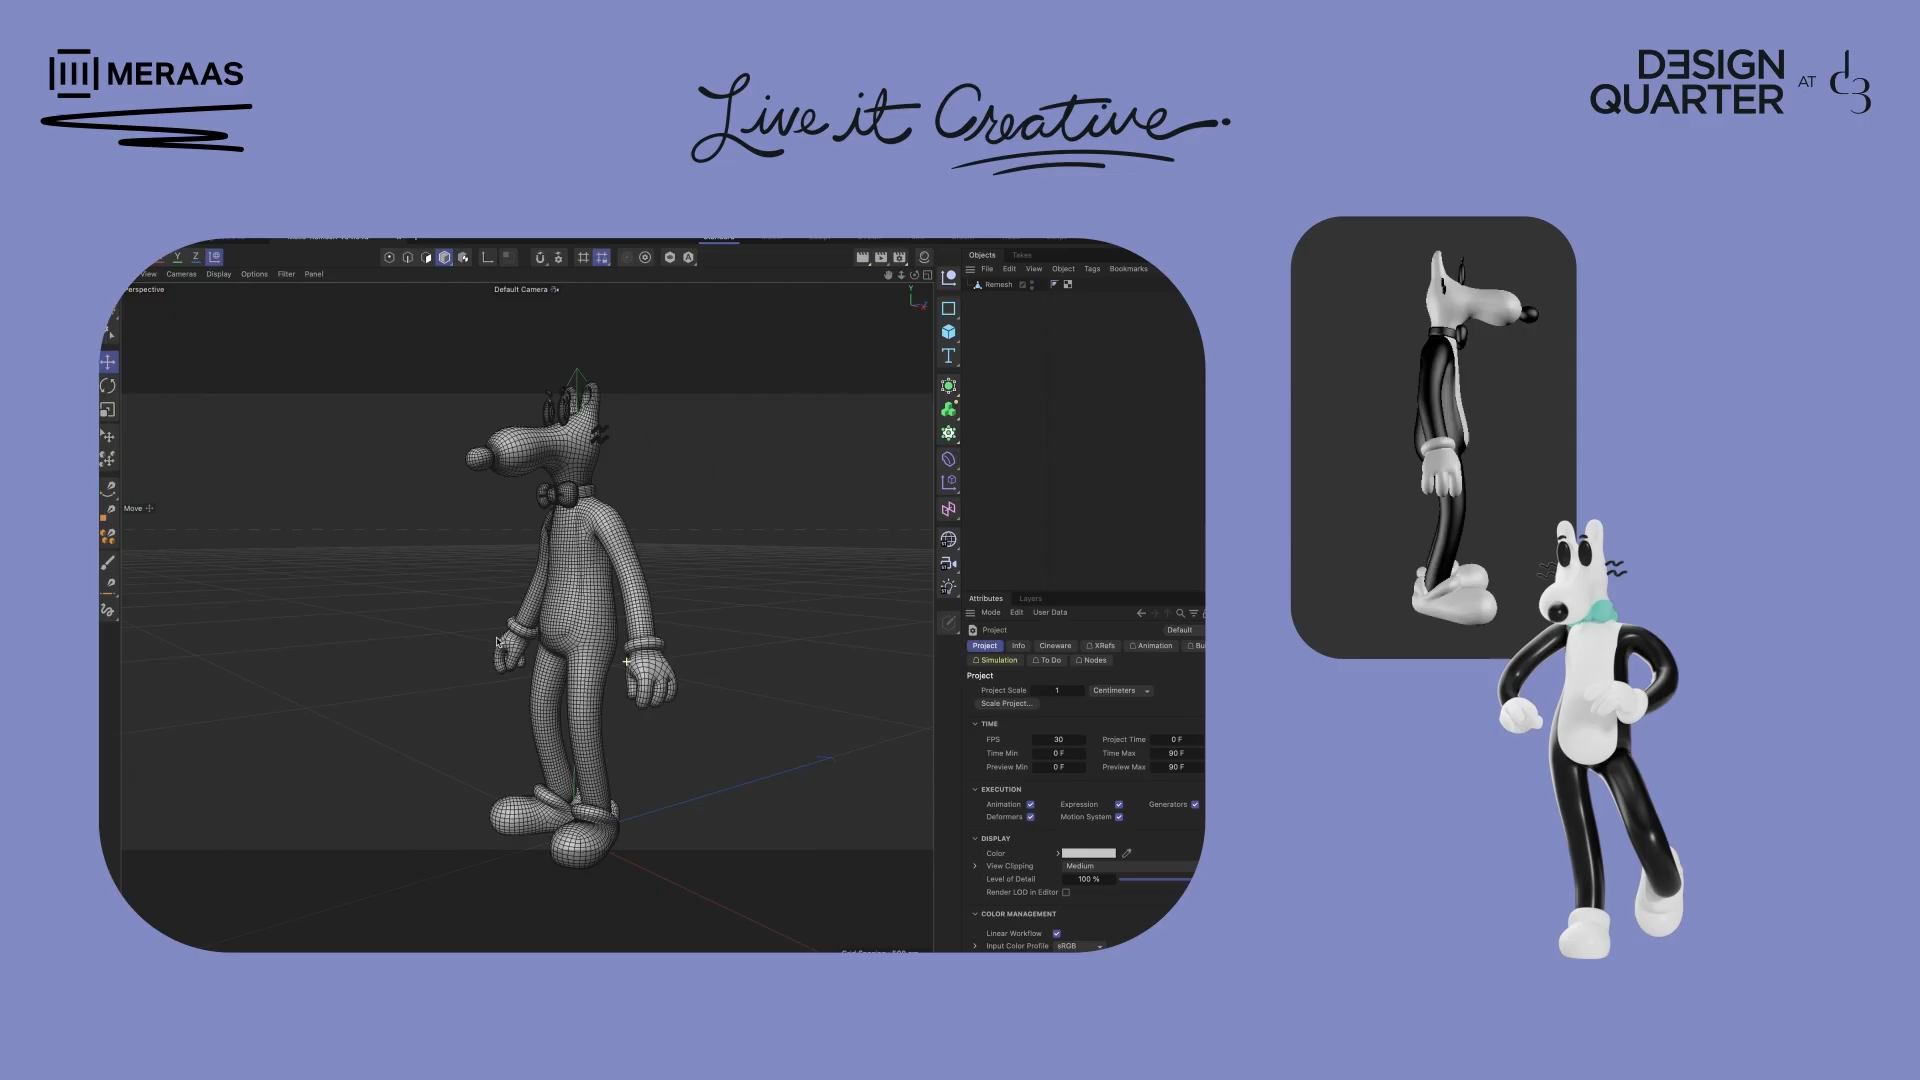 MERAAS
Live it Creative.
DESIGN
QUARTER
AT
d3
Y Z
View Cameras Display Options Filter Panel
Perspective
Default Camera
Y
Move
Objects Takes
File Edit View Object Tags Bookmarks
Remesh
Attributes Layers
Mode Edit User Data
Project
Default
Project Info Cineware XRefs Animation Bu
Simulation To Do Nodes
Project
Project Scale 1 Centimeters
Scale Project...
TIME
FPS 30 Project Time 0 F
Time Min 0 F Time Max 90 F
Preview Min 0 F Preview Max 90 F
EXECUTION
Animation Expression Generators
Deformers Motion System
DISPLAY
Color
View Clipping Medium
Level of Detail 100 %
Render LOD in Editor
COLOR MANAGEMENT
Linear Workflow
Input Color Profile sRGB